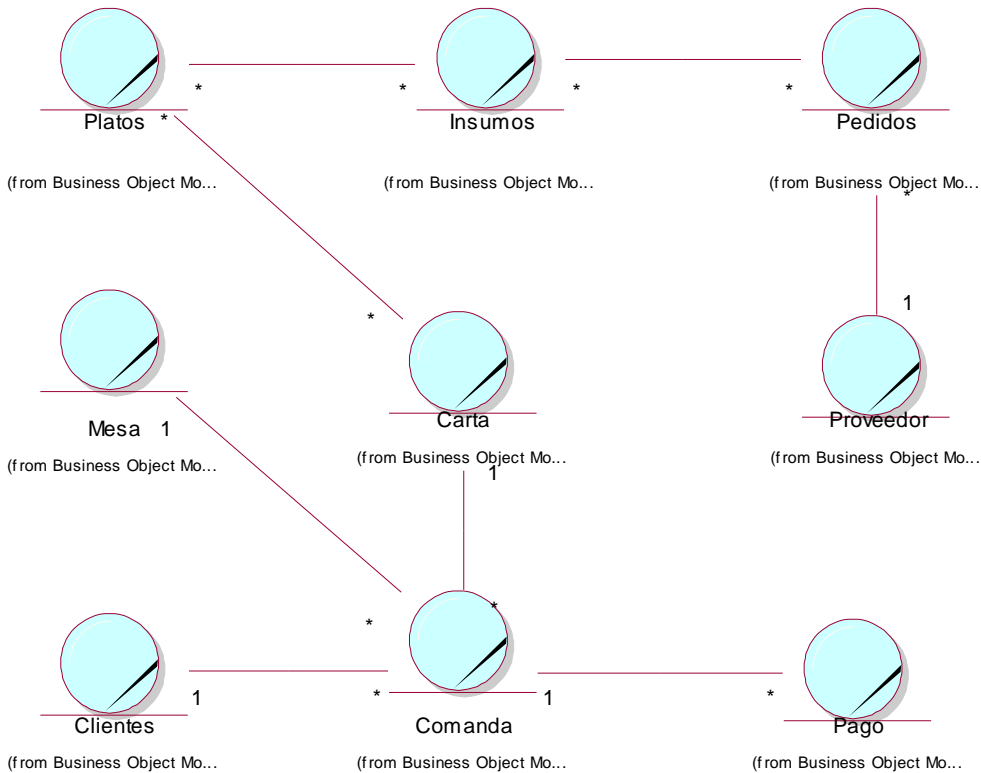 * * * *
Platos * Insumos Pedidos
(from Business Object Mo... (from Business Object Mo... (from Business Object Mo...
*
1
*
Mesa 1 Carta Proveedor
(from Business Object Mo... (from Business Object Mo... (from Business Object Mo...
1
*
*
1 * 1 *
Clientes Comanda Pago
(from Business Object Mo... (from Business Object Mo... (from Business Object Mo...